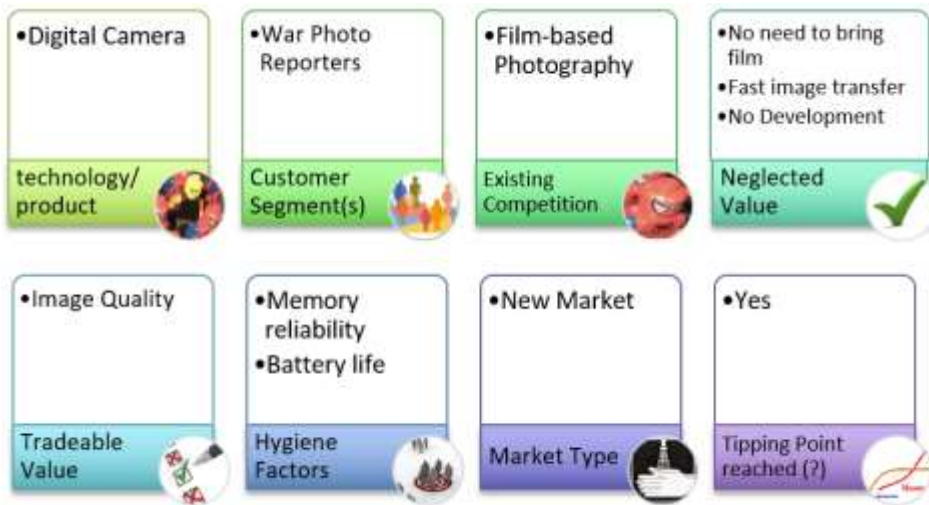 •Digital Camera
technology/
product
•War Photo
Reporters
Customer
Segment(s)
•Film-based
Photography
Existing
Competition
•No need to bring
film
•Fast image transfer
•No Development
Neglected
Value
•Image Quality
Tradeable
Value
•Memory
reliability
•Battery life
Hygiene
Factors
•New Market
Market Type
•Yes
Tipping Point
reached (?)